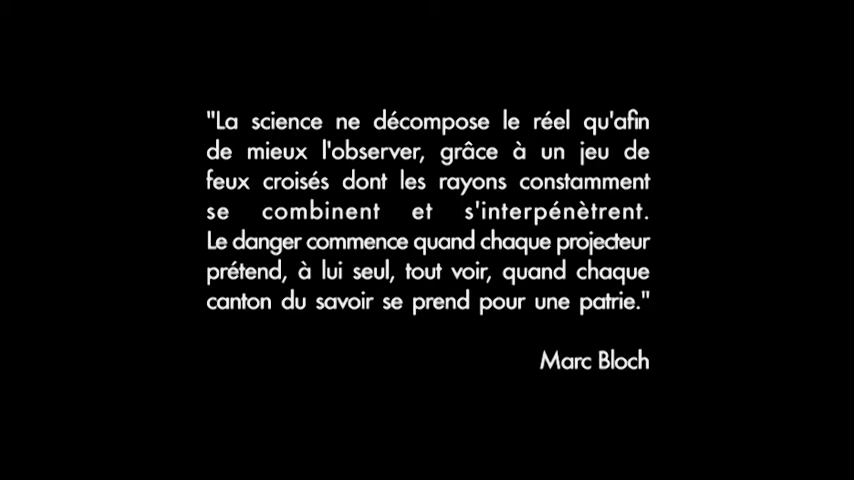 "La science ne décompose le réel qu'afin
de mieux l'observer, grâce à un jeu de
feux croisés dont les rayons constamment
se combinent et s'interpénètrent.
Le danger commence quand chaque projecteur
prétend, à lui seul, tout voir, quand chaque
canton du savoir se prend pour une patrie."
Marc Bloch